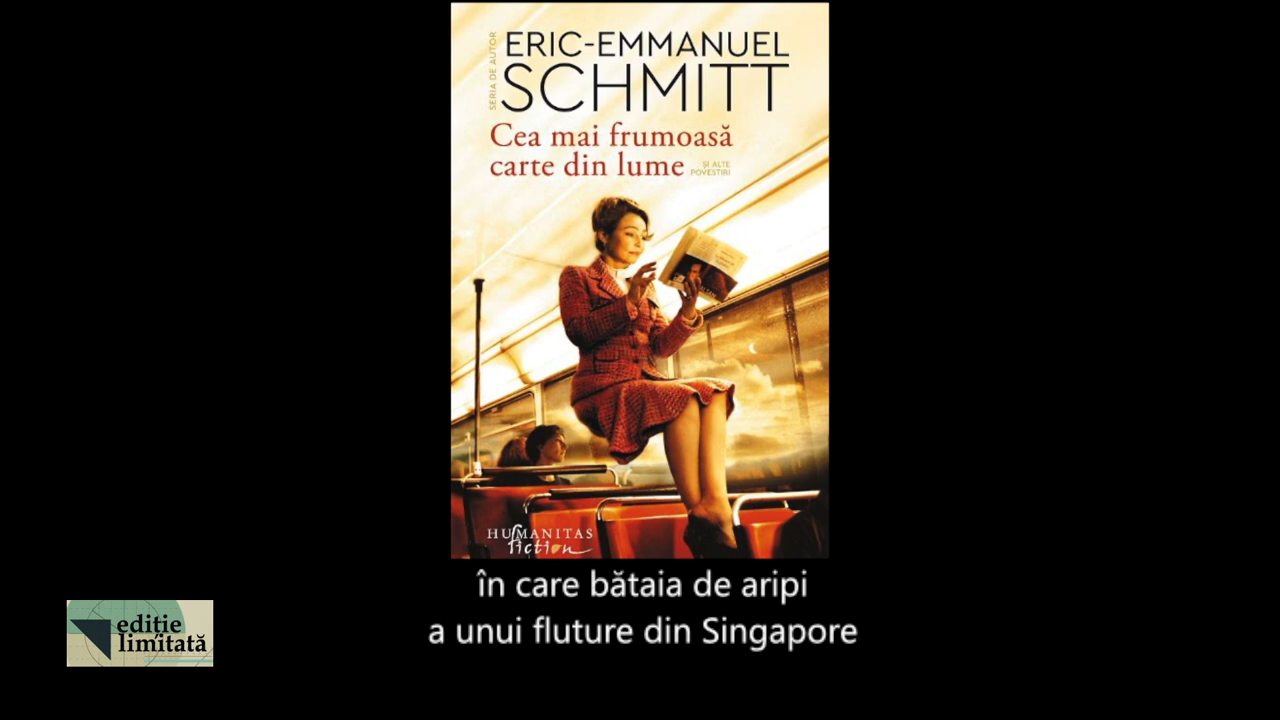 SERIA DE AUTOR
ERIC-EMMANUEL
SCHMITT
Cea mai frumoasă
carte din lume
ȘI ALTE
POVESTIRI
HUMANITAS
fiction
în care bătaia de aripi
a unui fluture din Singapore
ediție
limitată